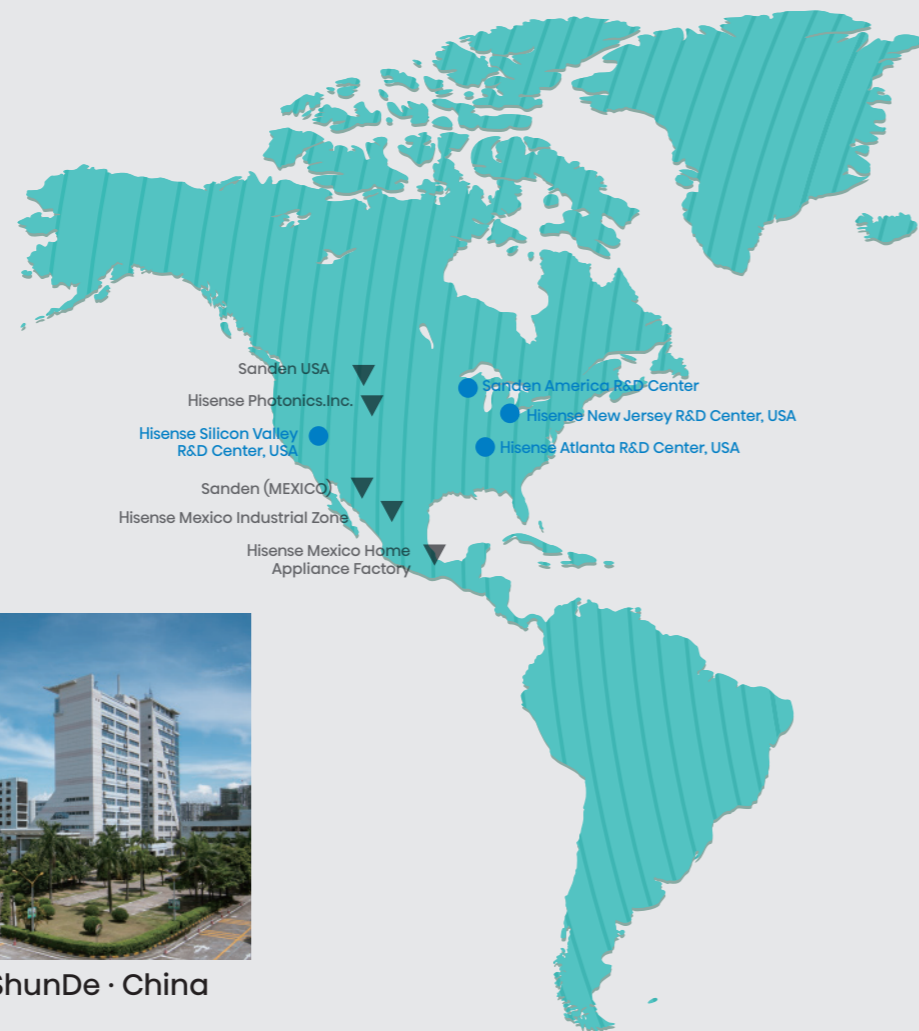 Sanden USA
Sanden America R&D Center
Hisense Photonics.Inc.
Hisense New Jersey R&D Center, USA
Hisense Silicon Valley
R&D Center, USA
Hisense Atlanta R&D Center, USA
Sanden (MEXICO)
Hisense Mexico Industrial Zone
Hisense Mexico Home
Appliance Factory
ShunDe · China